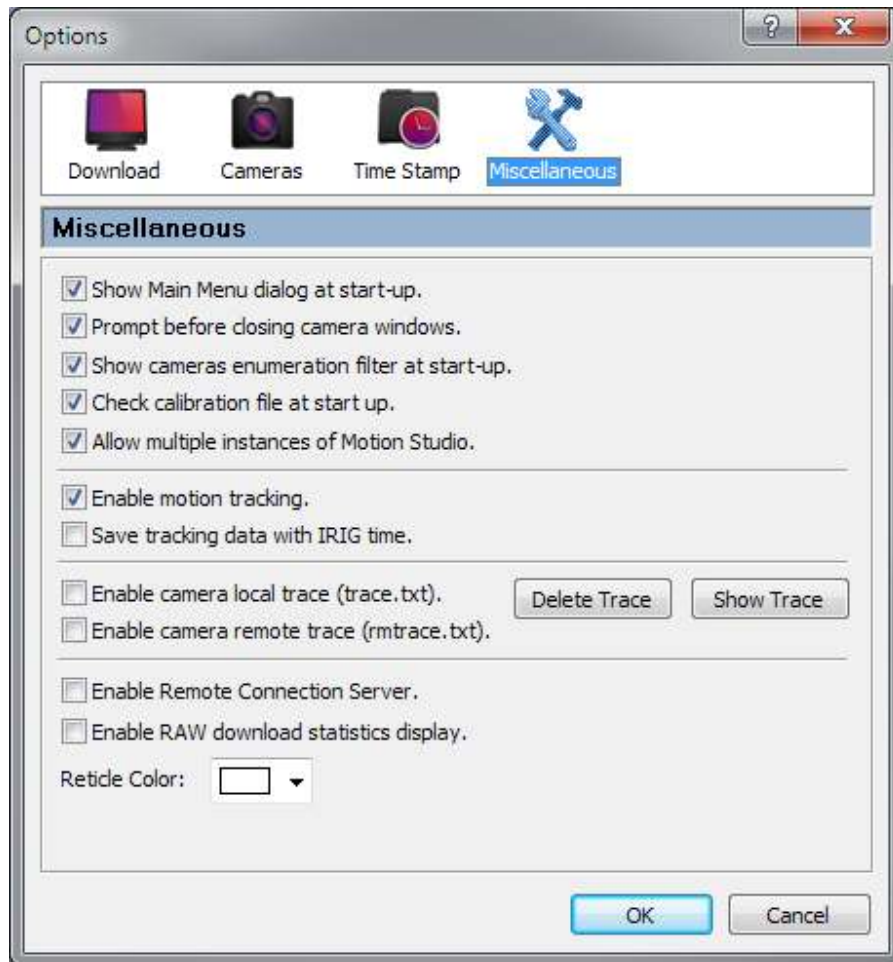 Options
Download Cameras Time Stamp Miscellaneous
Miscellaneous
Show Main Menu dialog at start-up.
Prompt before closing camera windows.
Show cameras enumeration filter at start-up.
Check calibration file at start up.
Allow multiple instances of Motion Studio.
Enable motion tracking.
Save tracking data with IRIG time.
Enable camera local trace (trace.txt). Delete Trace Show Trace
Enable camera remote trace (rmtrace.txt).
Enable Remote Connection Server.
Enable RAW download statistics display.
Reticle Color:
OK Cancel